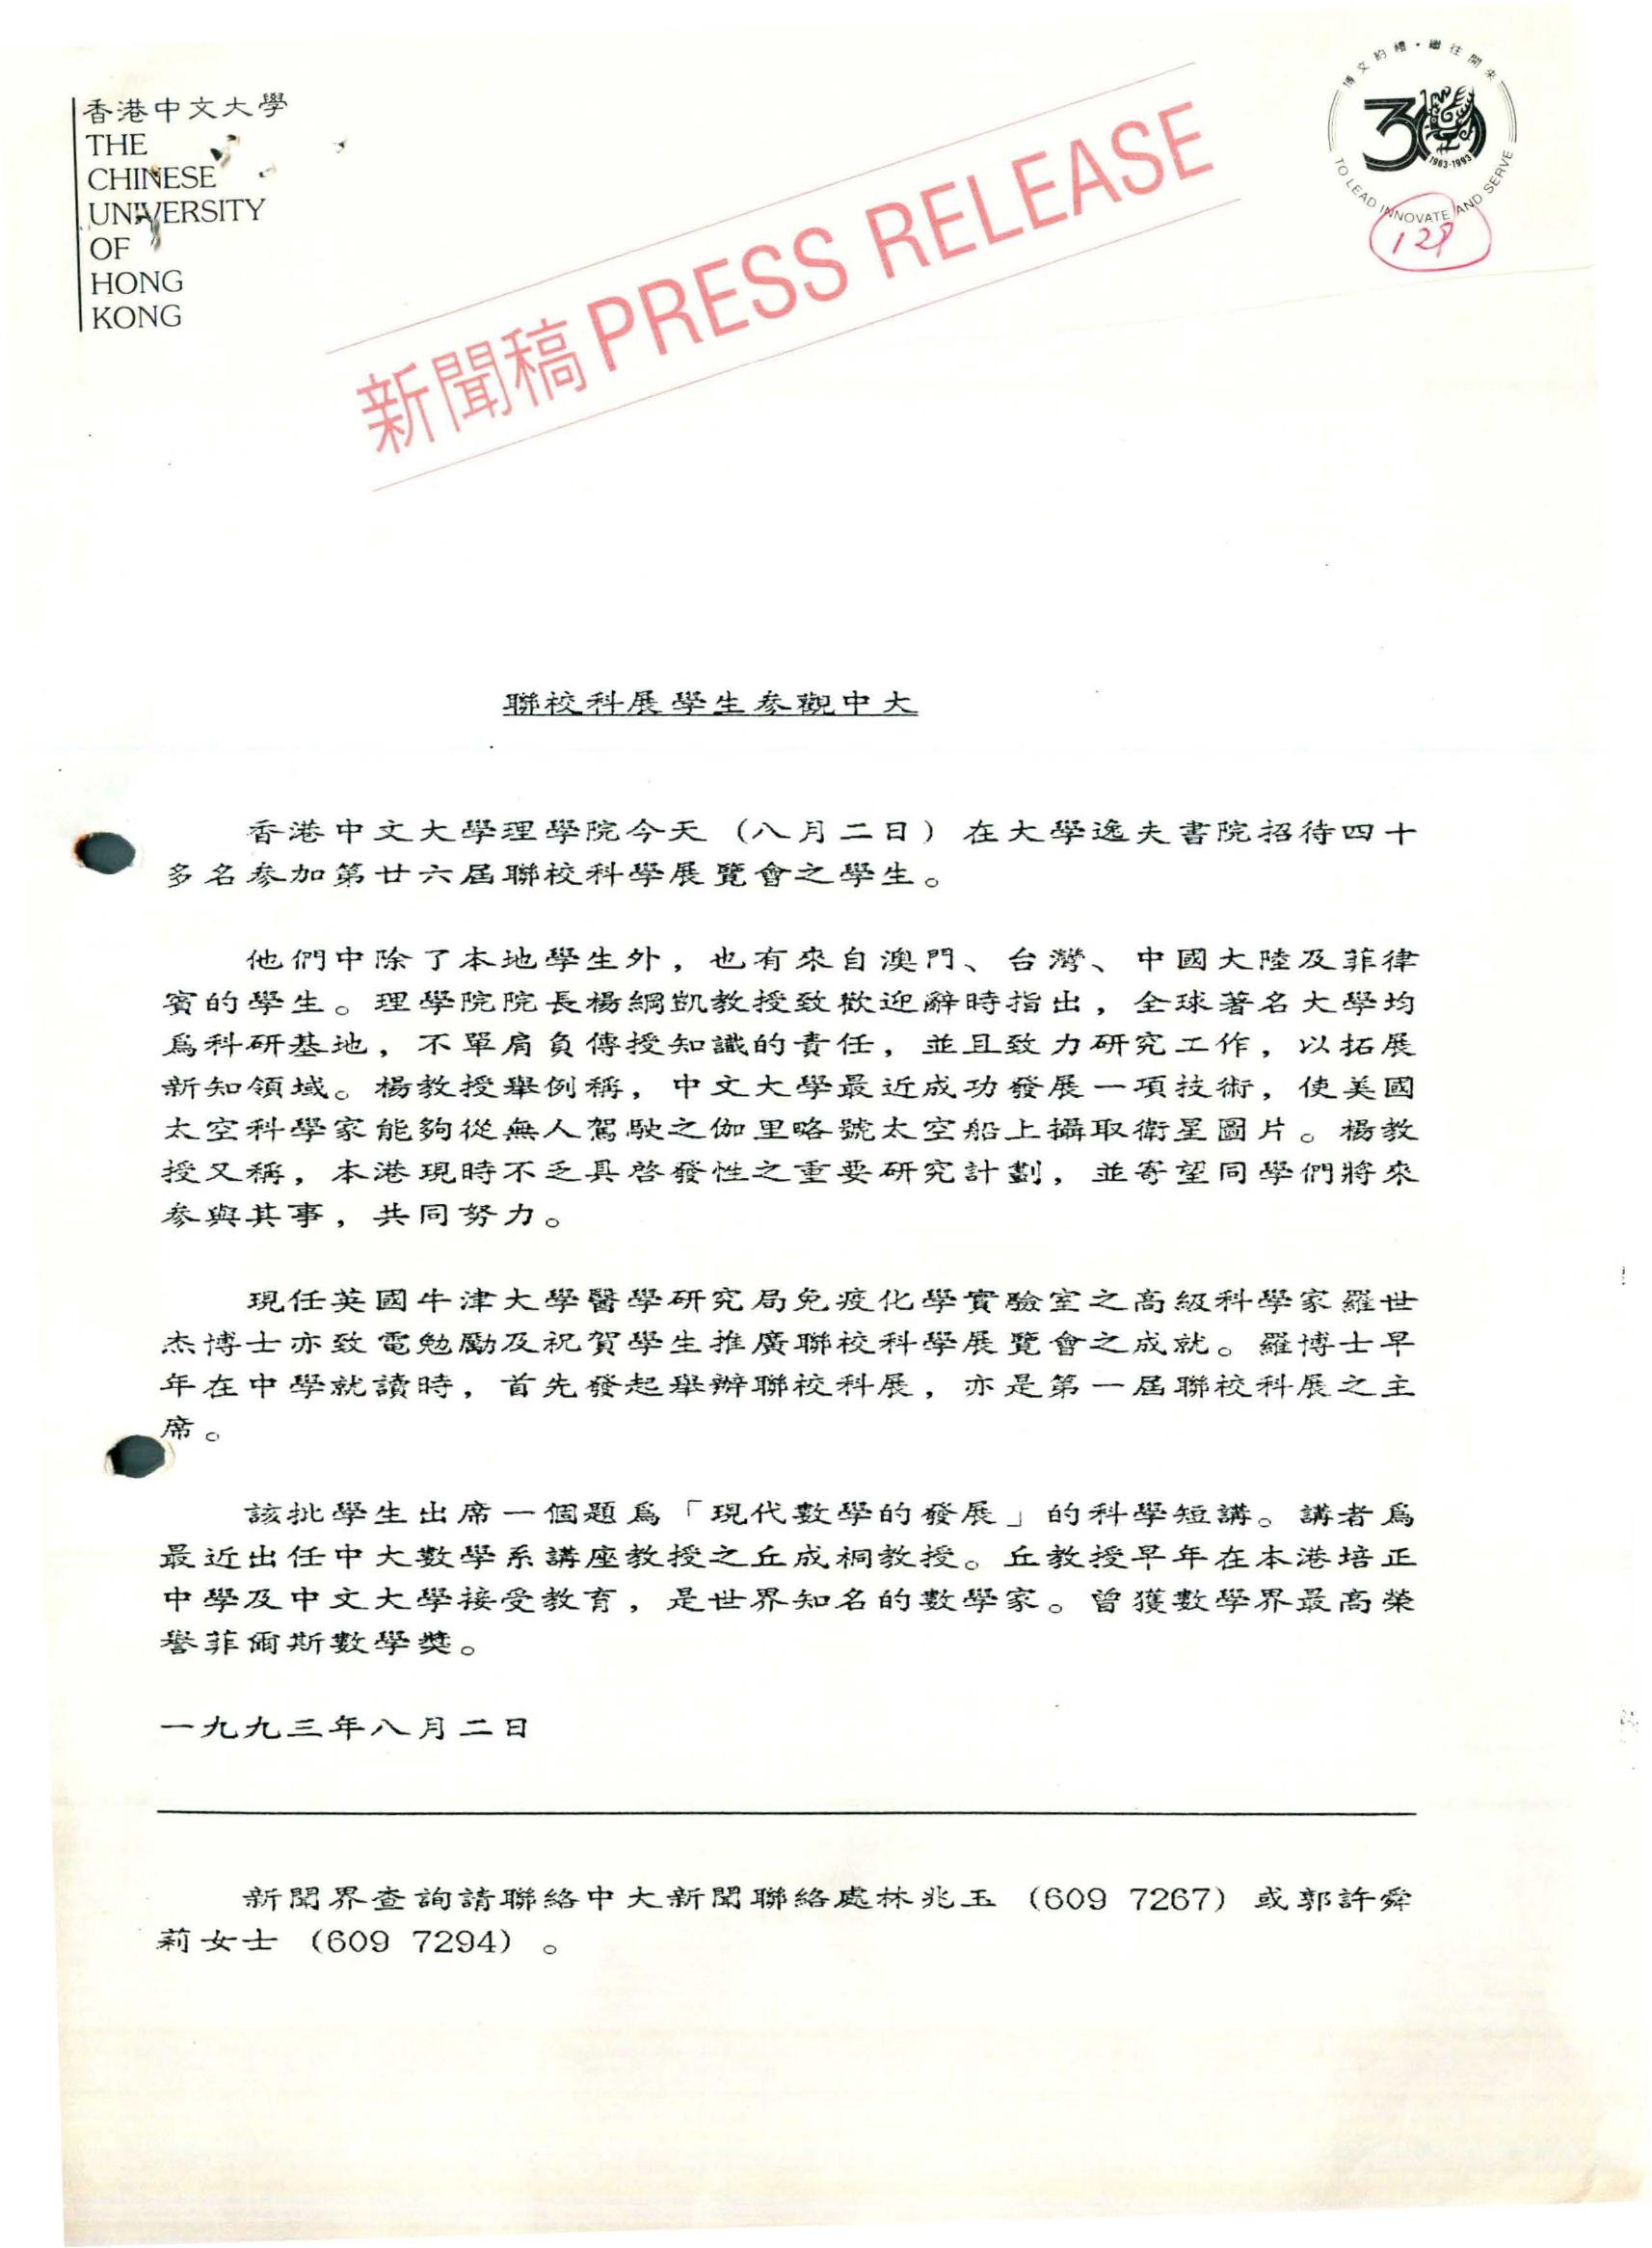 香港中文大學
THE
CHINESE
UNIVERSITY
OF
HONG
KONG
新聞稿 PRESS RELEASE
博文約禮・繼往開來
30
1963-1993
TO LEAD INNOVATE AND SERVE
129
聯校科展學生參觀中大
香港中文大學理學院今天（八月二日）在大學逸夫書院招待四十
多名參加第廿六屆聯校科學展覽會之學生。
他們中除了本地學生外，也有來自澳門、台灣、中國大陸及菲律
賓的學生。理學院院長楊綱凱教授致歡迎辭時指出，全球著名大學均
為科研基地，不單肩負傳授知識的責任，並且致力研究工作，以拓展
新知領域。楊教授舉例稱，中文大學最近成功發展一項技術，使美國
太空科學家能夠從無人駕駛之伽里略號太空船上攝取衛星圖片。楊教
授又稱，本港現時不乏具啓發性之重要研究計劃，並寄望同學們將來
參與其事，共同努力。
現任英國牛津大學醫學研究局免疫化學實驗室之高級科學家羅世
杰博士亦致電勉勵及祝賀學生推廣聯校科學展覽會之成就。羅博士早
年在中學就讀時，首先發起舉辦聯校科展，亦是第一屆聯校科展之主
席。
該批學生出席一個題為「現代數學的發展」的科學短講。講者為
最近出任中大數學系講座教授之丘成桐教授。丘教授早年在本港培正
中學及中文大學接受教育，是世界知名的數學家。曾獲數學界最高榮
譽菲爾斯數學獎。
一九九三年八月二日
新聞界查詢請聯絡中大新聞聯絡處林兆玉（609 7267）或郭許舜
莉女士（609 7294）。